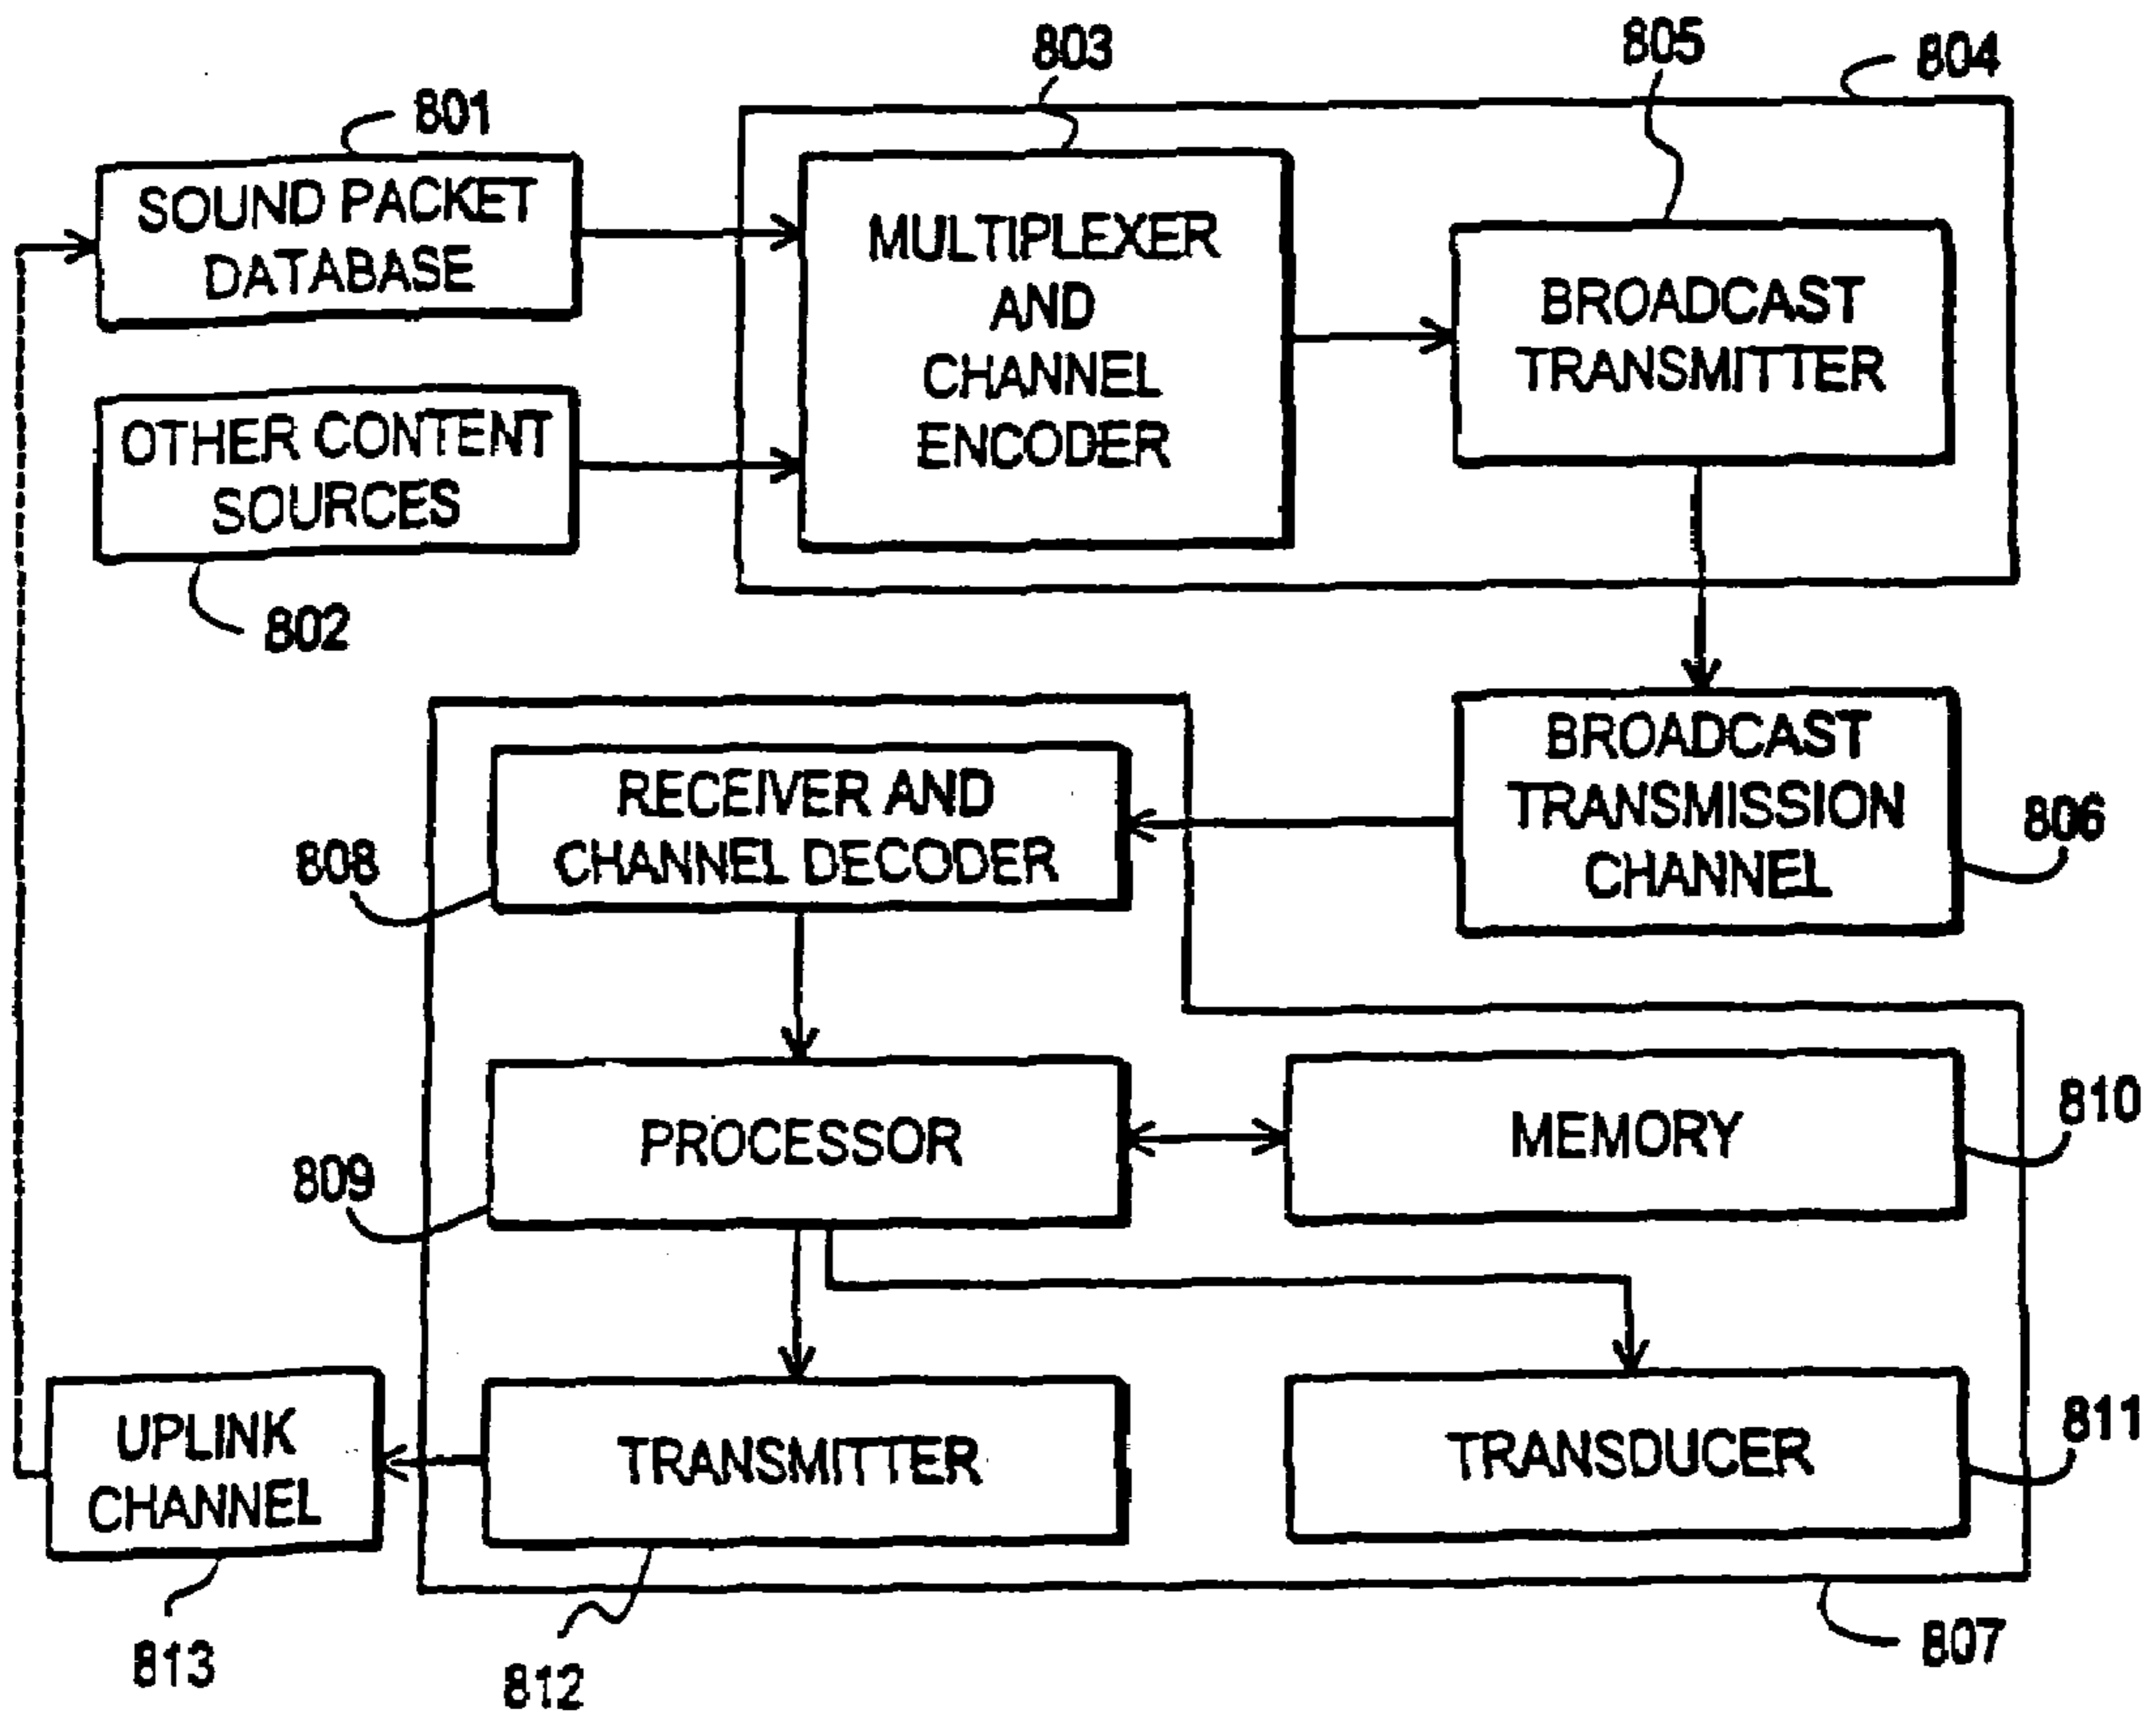 803
805
804
801
SOUND PACKET
DATABASE
MULTIPLEXER
AND
CHANNEL
ENCODER
BROADCAST
TRANSMITTER
OTHER CONTENT
SOURCES
802
BROADCAST
TRANSMISSION
CHANNEL
806
RECEIVER AND
CHANNEL DECODER
808
PROCESSOR
809
MEMORY
810
UPLINK
CHANNEL
TRANSMITTER
TRANSDUCER
811
813
812
807